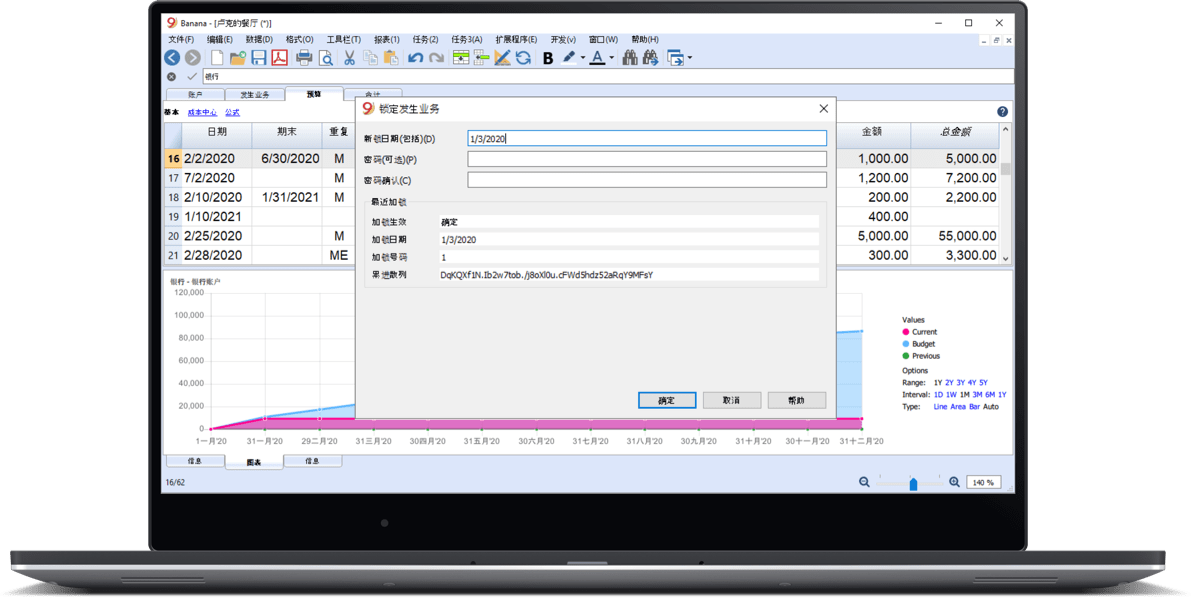 Banana - [卢克的餐厅 (*)]
文件(F) 编辑(E) 数据(D) 格式(O) 工具栏(T) 报表(1) 任务(2) 任务3(A) 扩展程序(E) 开发(v) 窗口(W) 帮助(H)
银行
账户 发生业务 预算 合计
基本 成本中心 公式
日期 期末 重复 金额 总金额
16 2/2/2020 6/30/2020 M 1,000.00 5,000.00
17 7/2/2020 M 1,200.00 7,200.00
18 2/10/2020 1/31/2021 M 200.00 2,200.00
19 1/10/2021 400.00
20 2/25/2020 M 5,000.00 55,000.00
21 2/28/2020 ME 300.00 3,300.00
锁定发生业务
新锁日期(包括)(D) 1/3/2020
密码(可选)(P)
密码确认(C)
最近加锁
加锁生效 确定
加锁日期 1/3/2020
加锁号码 1
累进散列 DqKQXf1N.Ib2w7tob./j8oXl0u.cFWd5hdz52aRqY9MFsY
确定 取消 帮助
银行 - 银行账户
120,000
100,000
80,000
60,000
40,000
20,000
0
一月'20 31一月'20 29二月'20 31三月'20 30四月'20 31五月'20 30六月'20 31七月'20 31八月'20 30九月'20 31十月'20 30十一月'20 31十二月'20
Values
Current
Budget
Previous
Options
Range: 1Y 2Y 3Y 4Y 5Y
Interval: 1D 1W 1M 3M 6M 1Y
Type: Line Area Bar Auto
信息 图表 信息
16/62 140 %